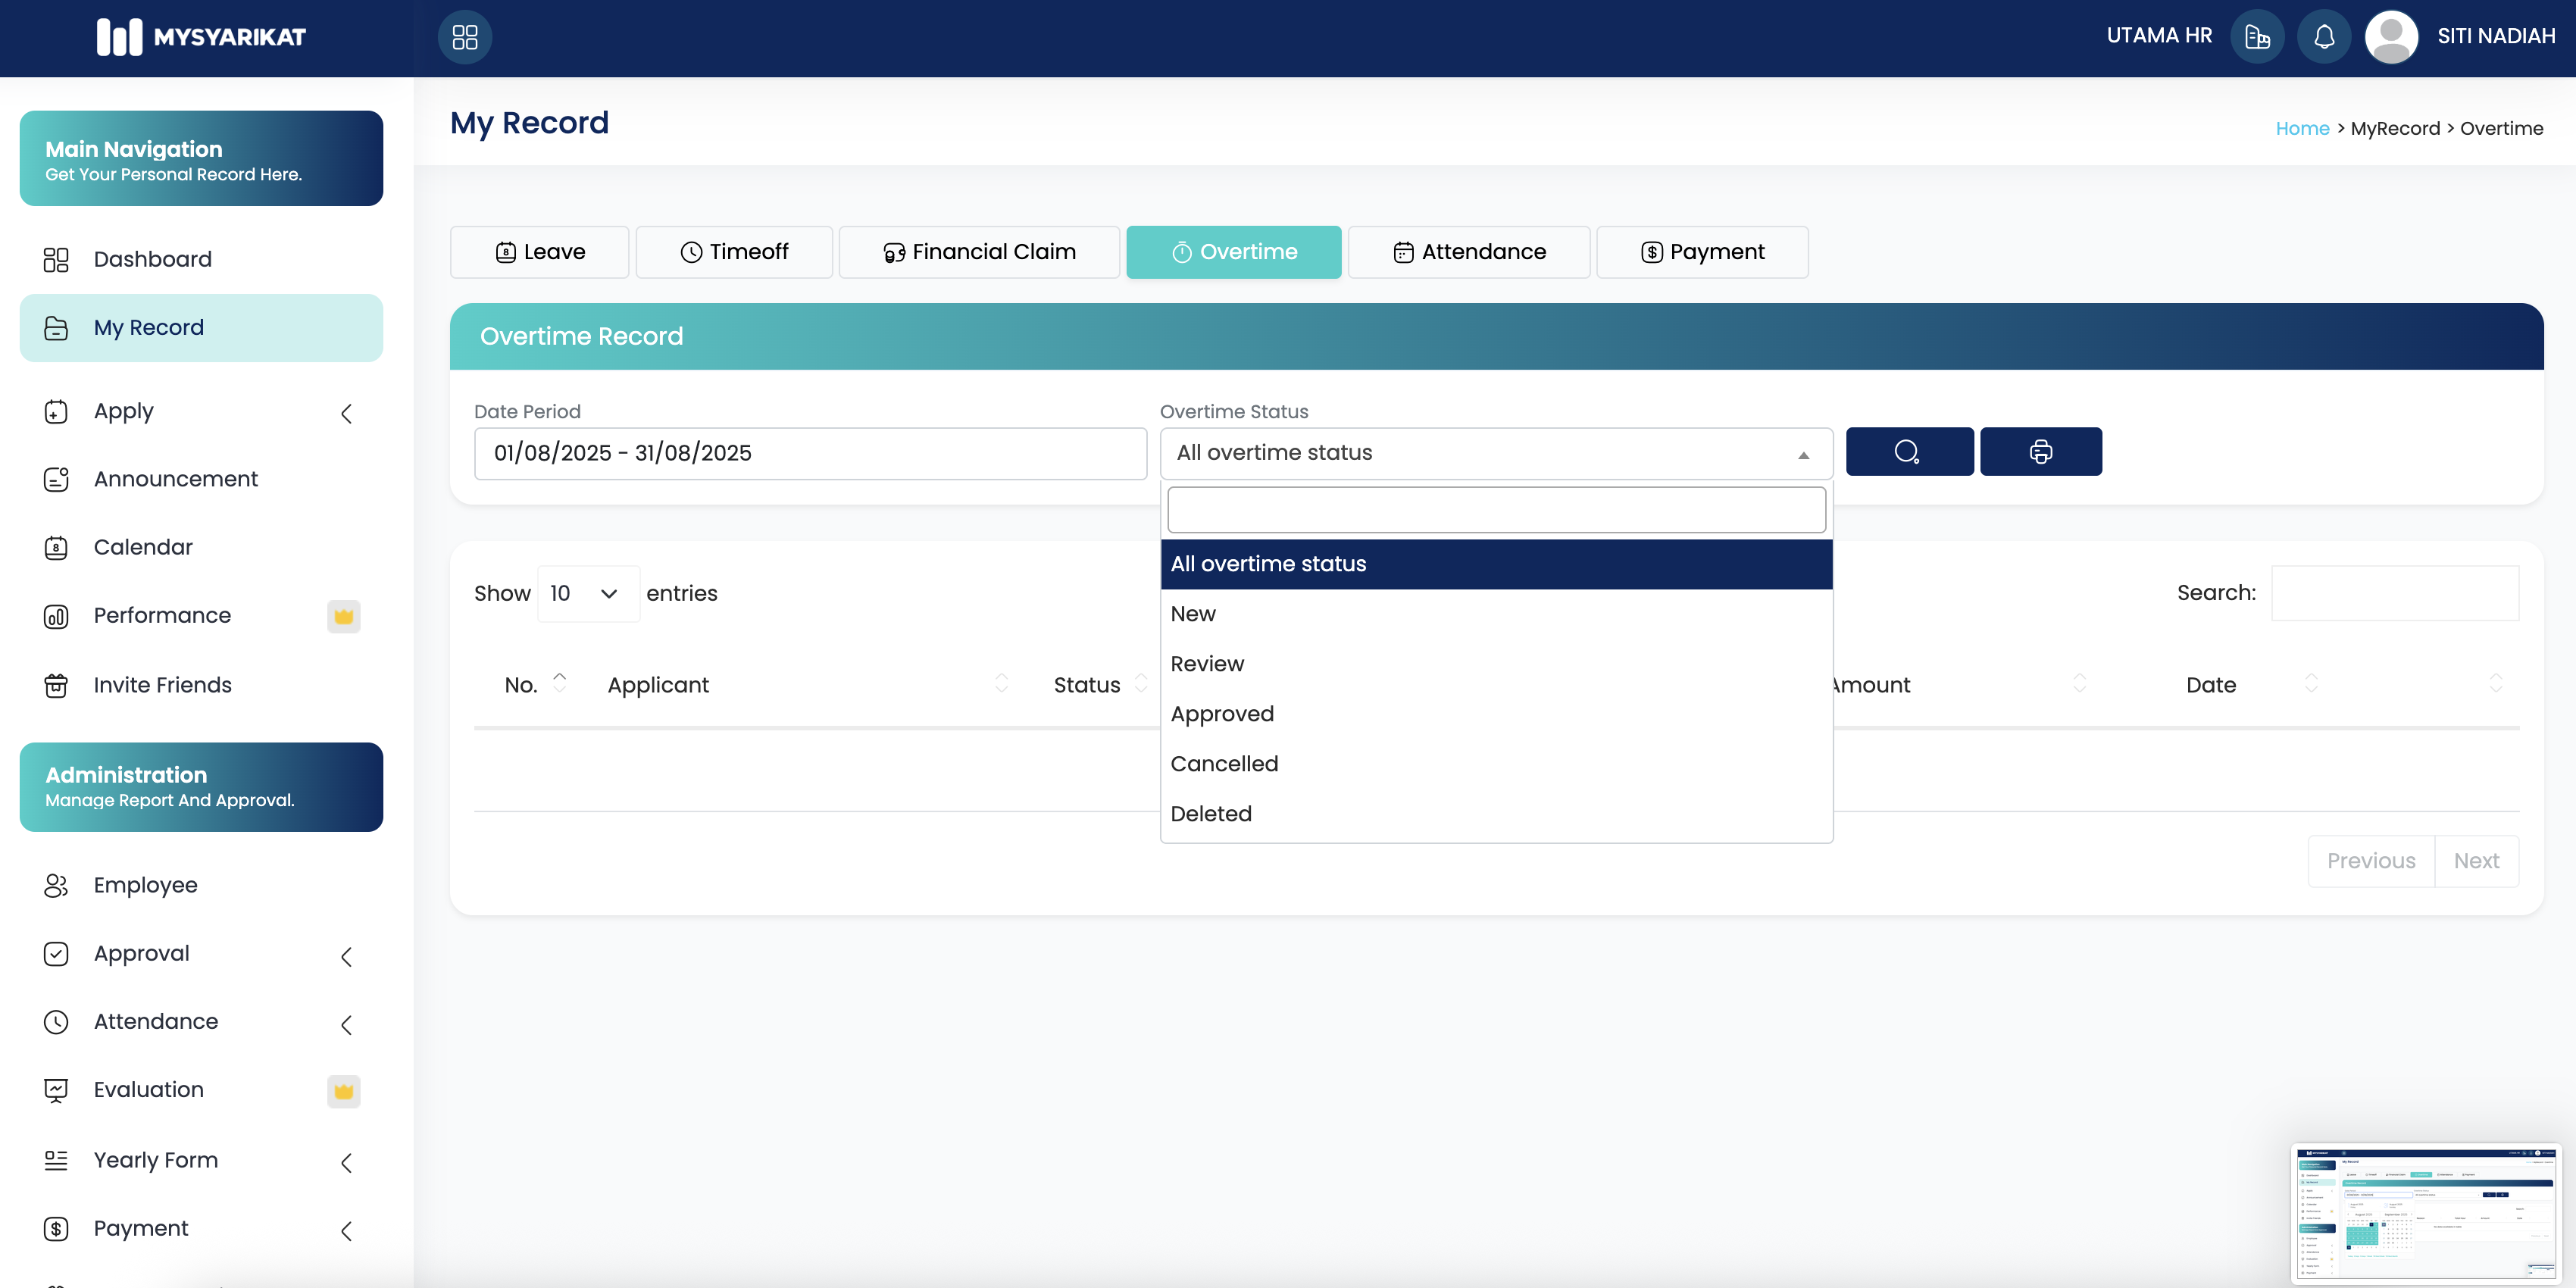 MYSYARIKAT
UTAMA HR
SITI NADIAH
Main Navigation
Get Your Personal Record Here.
Dashboard
My Record
Apply
Announcement
8
Calendar
Performance
Invite Friends
Administration
Manage Report And Approval.
Employee
Approval
Attendance
Evaluation
Yearly Form
$ Payment
My Record
Home > MyRecord > Overtime
8 Leave
Timeoff
Financial Claim
Overtime
Attendance
$ Payment
Overtime Record
Date Period
01/08/2025 - 31/08/2025
Overtime Status
All overtime status
All overtime status
New
Review
Approved
Cancelled
Deleted
Show 10 entries
Search:
No.
Applicant
Status
Amount
Date
Previous
Next